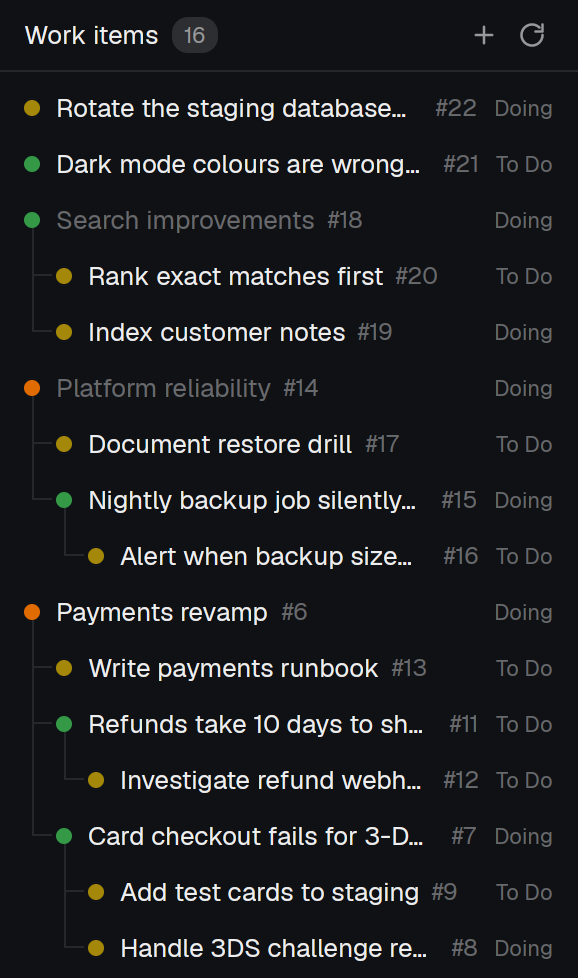 Work items 16
Rotate the staging database... #22 Doing
Dark mode colours are wrong... #21 To Do
Search improvements #18 Doing
Rank exact matches first #20 To Do
Index customer notes #19 Doing
Platform reliability #14 Doing
Document restore drill #17 To Do
Nightly backup job silently... #15 Doing
Alert when backup size... #16 To Do
Payments revamp #6 Doing
Write payments runbook #13 To Do
Refunds take 10 days to sh... #11 To Do
Investigate refund webh... #12 To Do
Card checkout fails for 3-D... #7 Doing
Add test cards to staging #9 To Do
Handle 3DS challenge re... #8 Doing